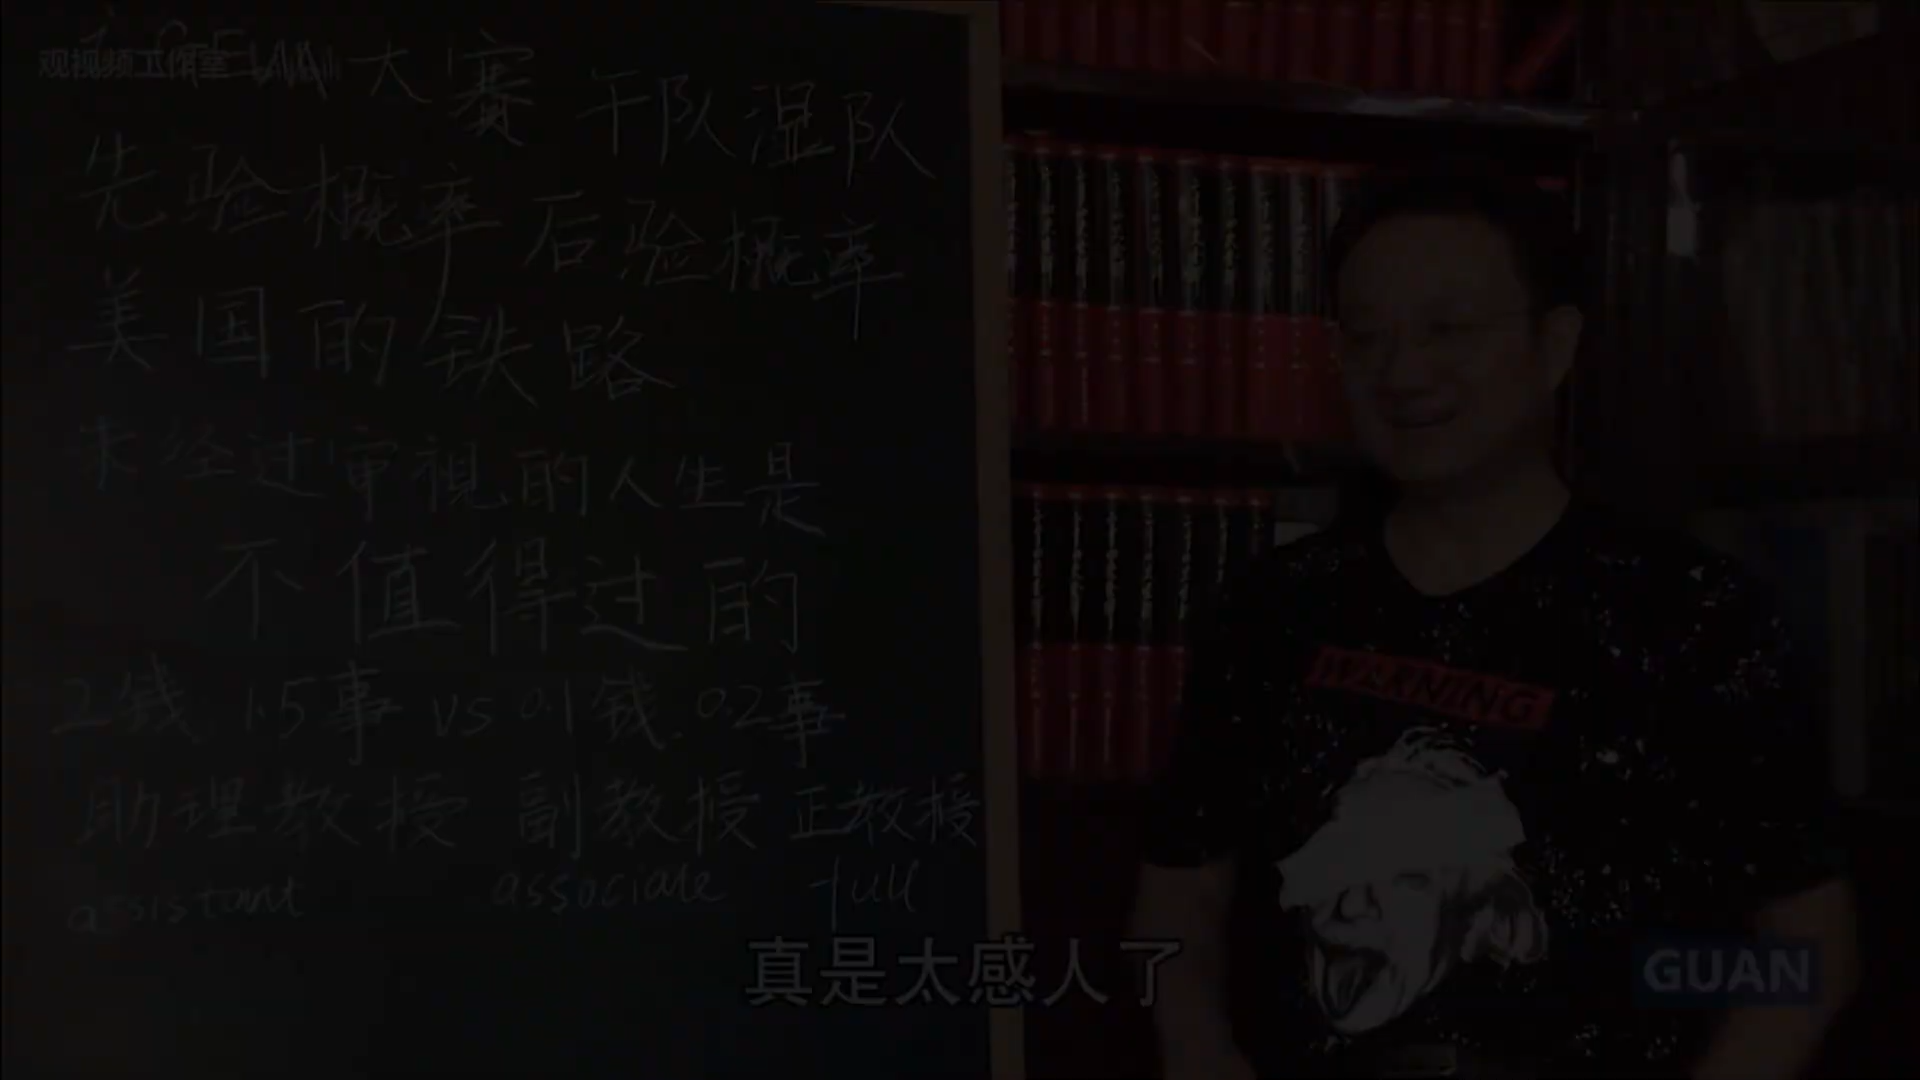 观视频工作室
iGEM 大赛 干队湿队
先验概率 后验概率
美国的铁路
未经过审视的人生是
不值得过的
2钱 1.5事 vs 0.1钱 0.2事
助理教授 副教授 正教授
assistant associate full
WARNING
真是太感人了
GUAN